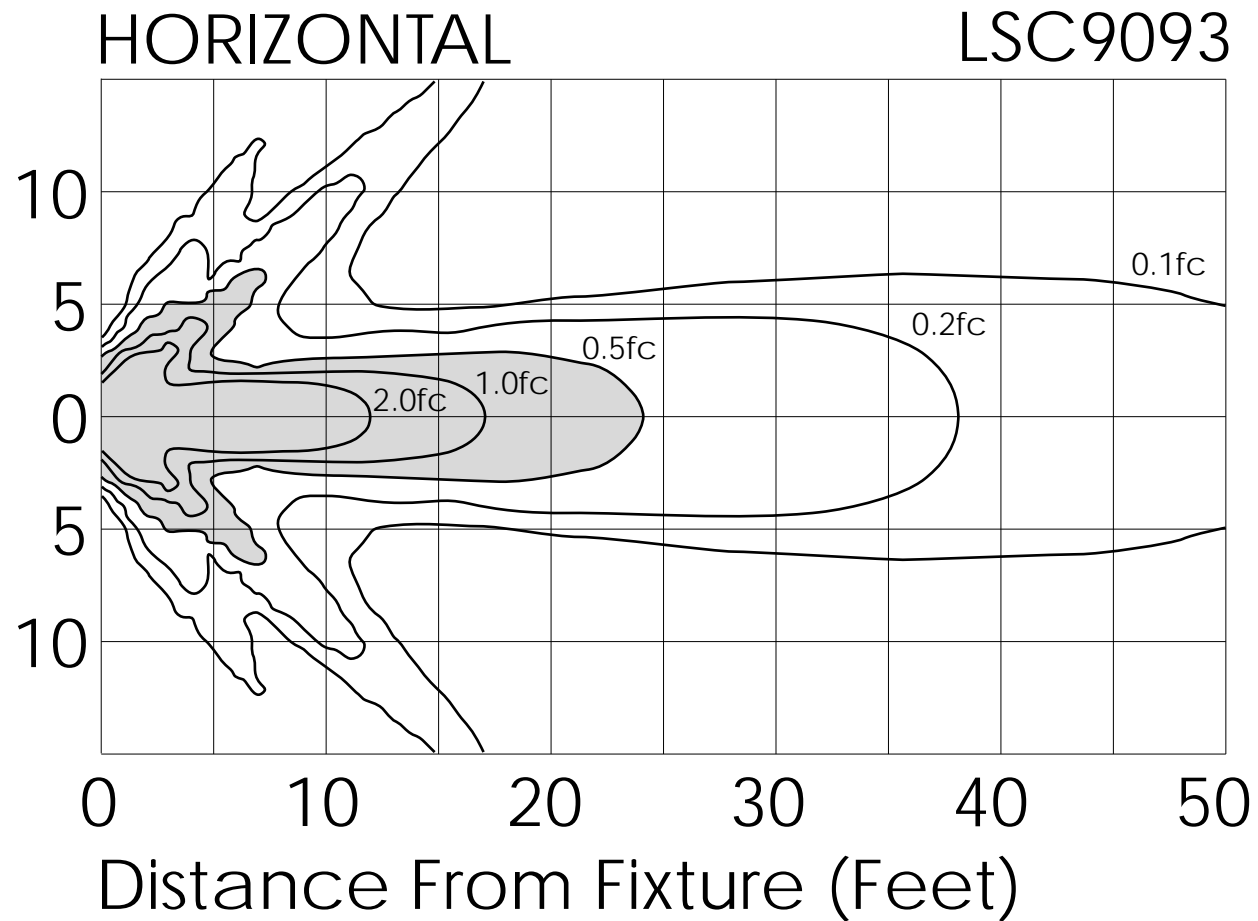 HORIZONTAL LSC9093
10
5
0
5
10
0.1fc
0.2fc
0.5fc
1.0fc
2.0fc
0 10 20 30 40 50
Distance From Fixture (Feet)